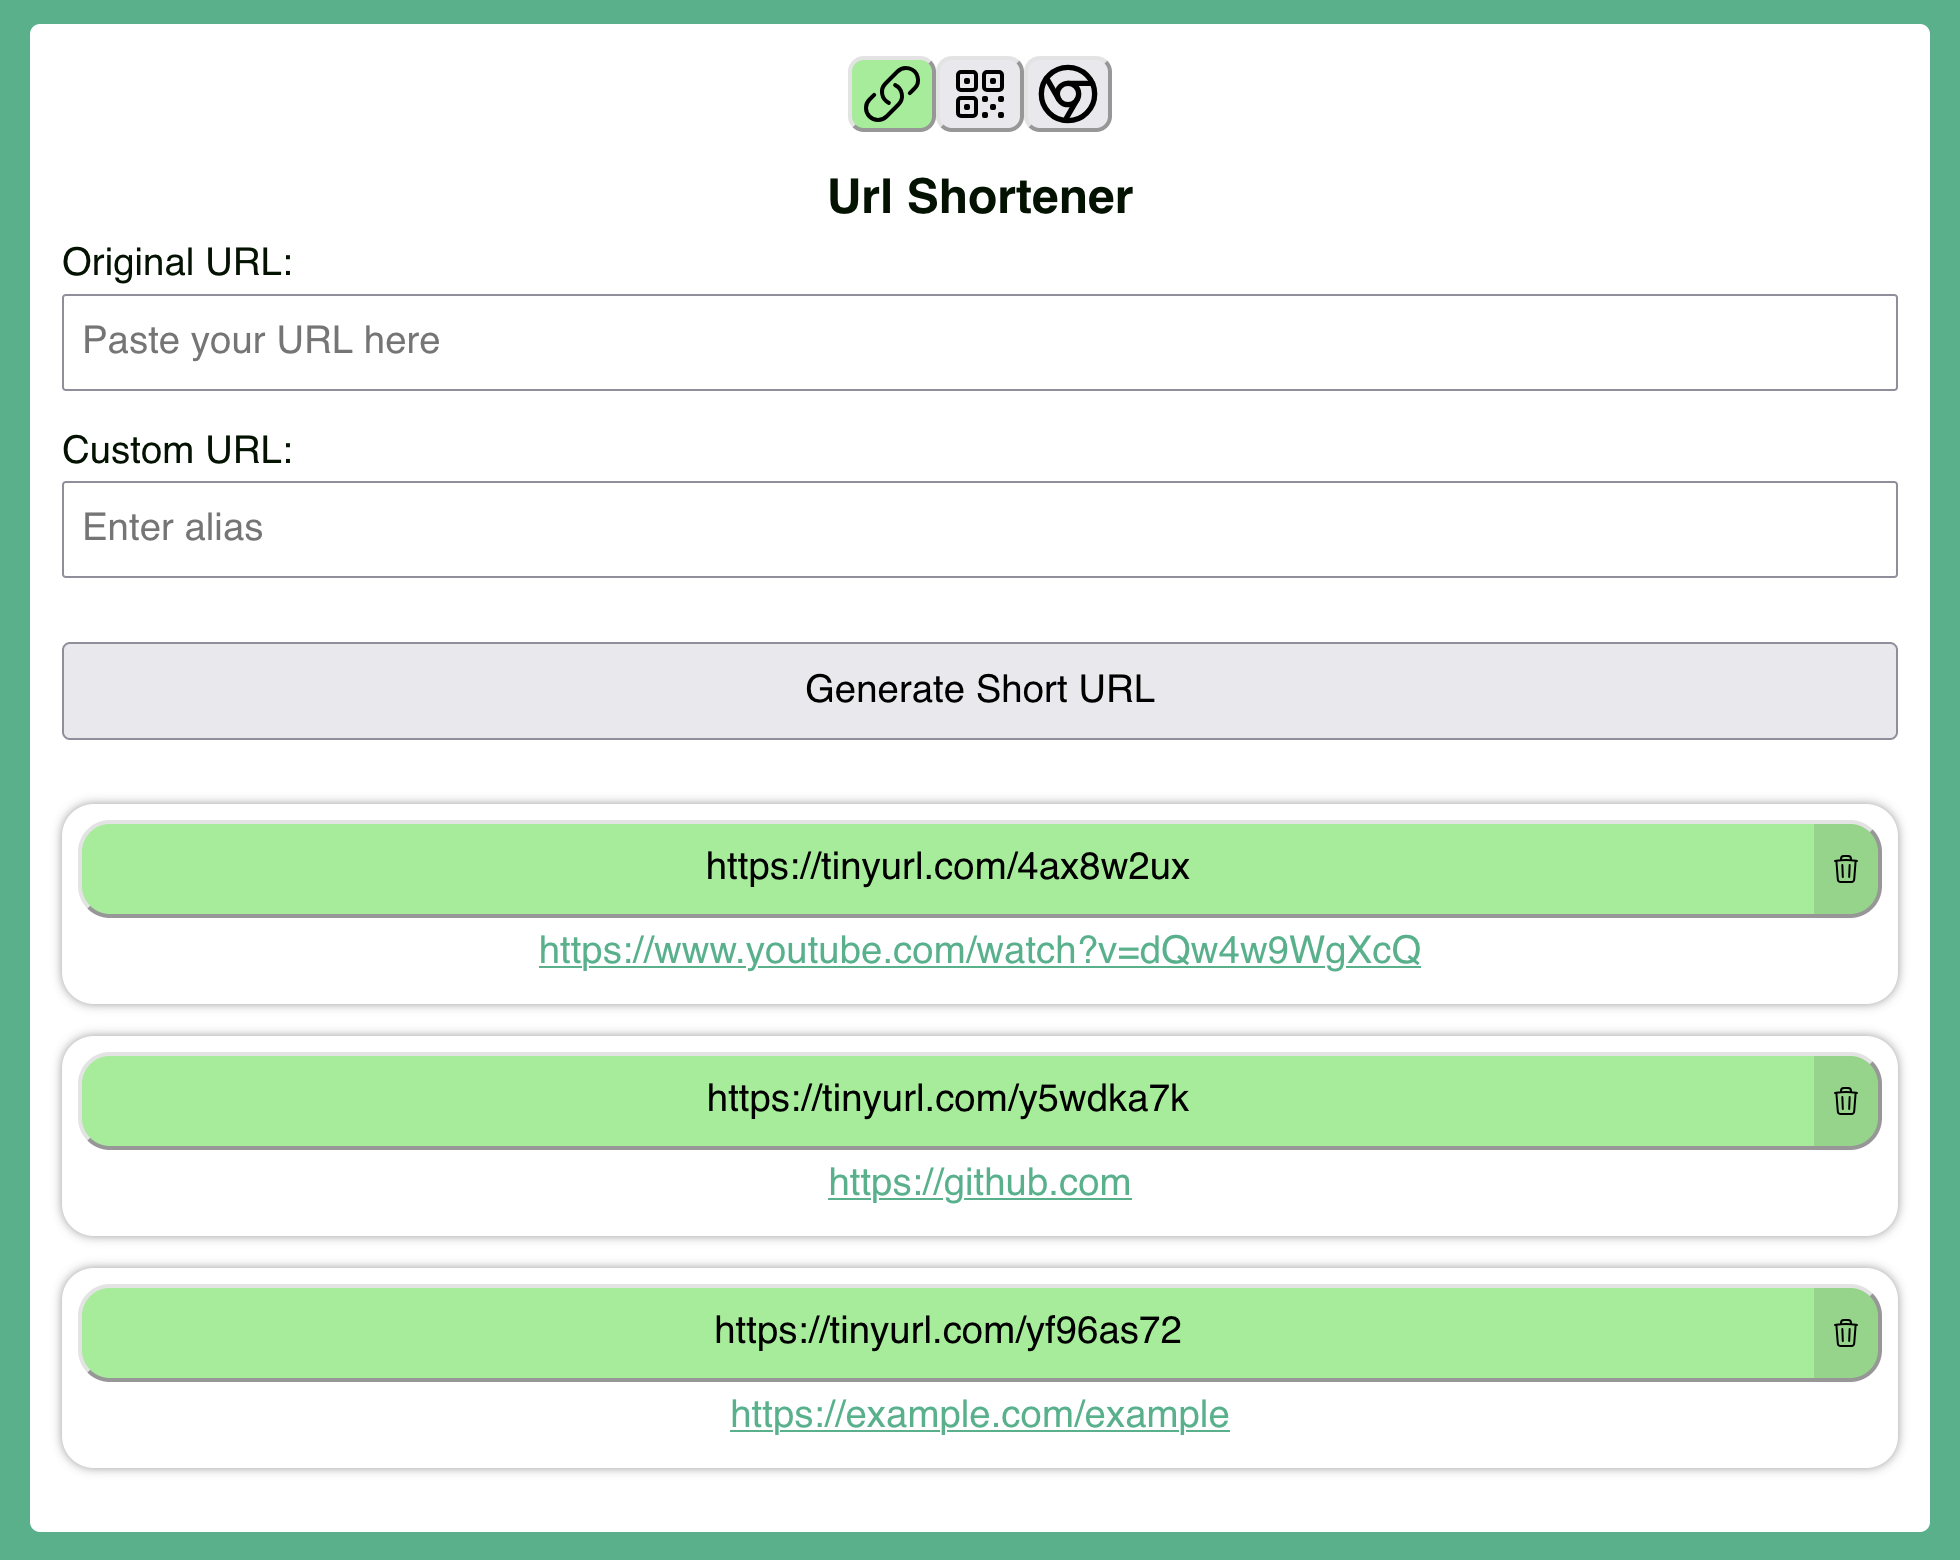 Url Shortener
Original URL:
Paste your URL here
Custom URL:
Enter alias
Generate Short URL
https://tinyurl.com/4ax8w2ux
https://www.youtube.com/watch?v=dQw4w9WgXcQ
https://tinyurl.com/y5wdka7k
https://github.com
https://tinyurl.com/yf96as72
https://example.com/example